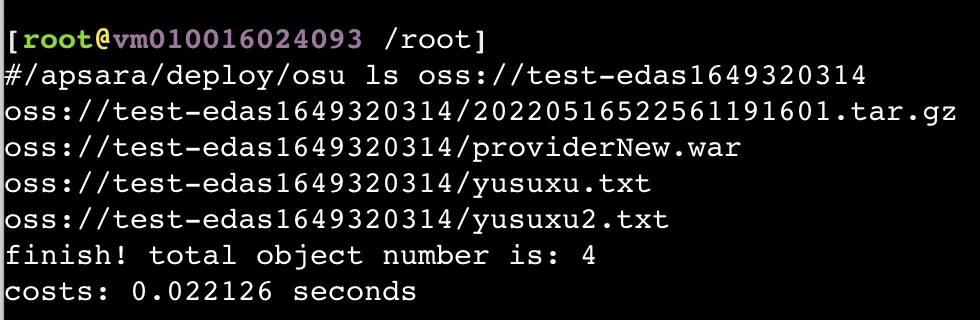 [root@vm010016024093 /root]
#/apsara/deploy/osu ls oss://test-edas1649320314
oss://test-edas1649320314/20220516522561191601.tar.gz
oss://test-edas1649320314/providerNew.war
oss://test-edas1649320314/yusuxu.txt
oss://test-edas1649320314/yusuxu2.txt
finish! total object number is: 4
costs: 0.022126 seconds